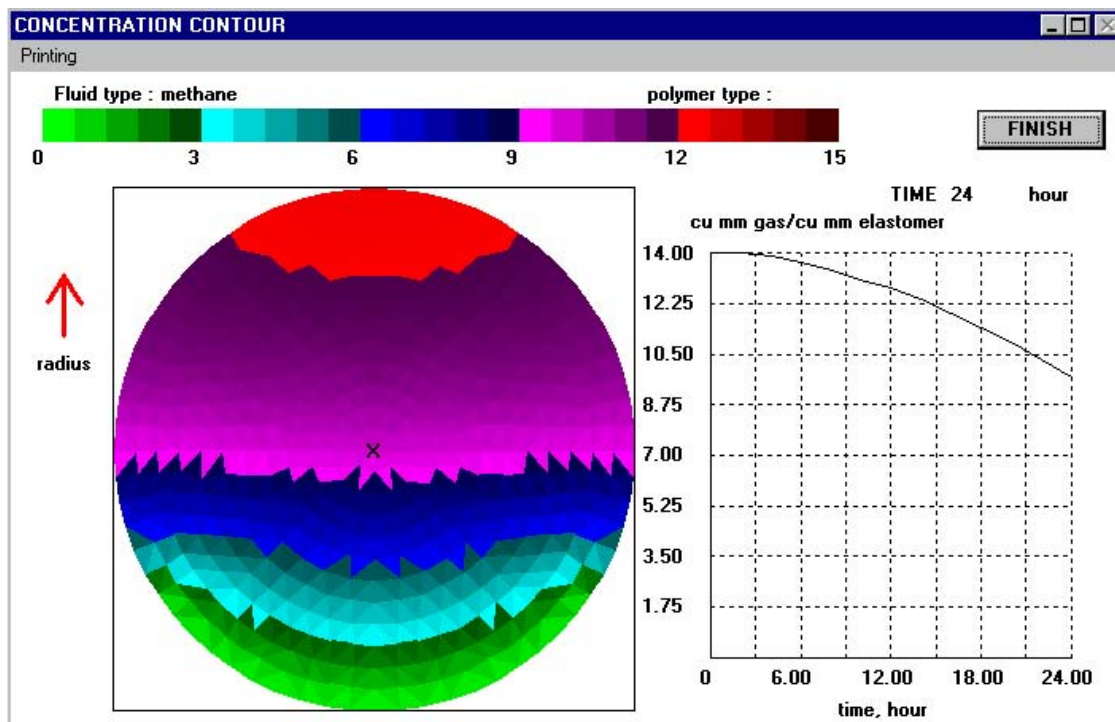 CONCENTRATION CONTOUR
Printing
Fluid type : methane polymer type :
0 3 6 9 12 15
FINISH
radius
X
TIME 24 hour
cu mm gas/cu mm elastomer
14.00
12.25
10.50
8.75
7.00
5.25
3.50
1.75
0 6.00 12.00 18.00 24.00
time, hour